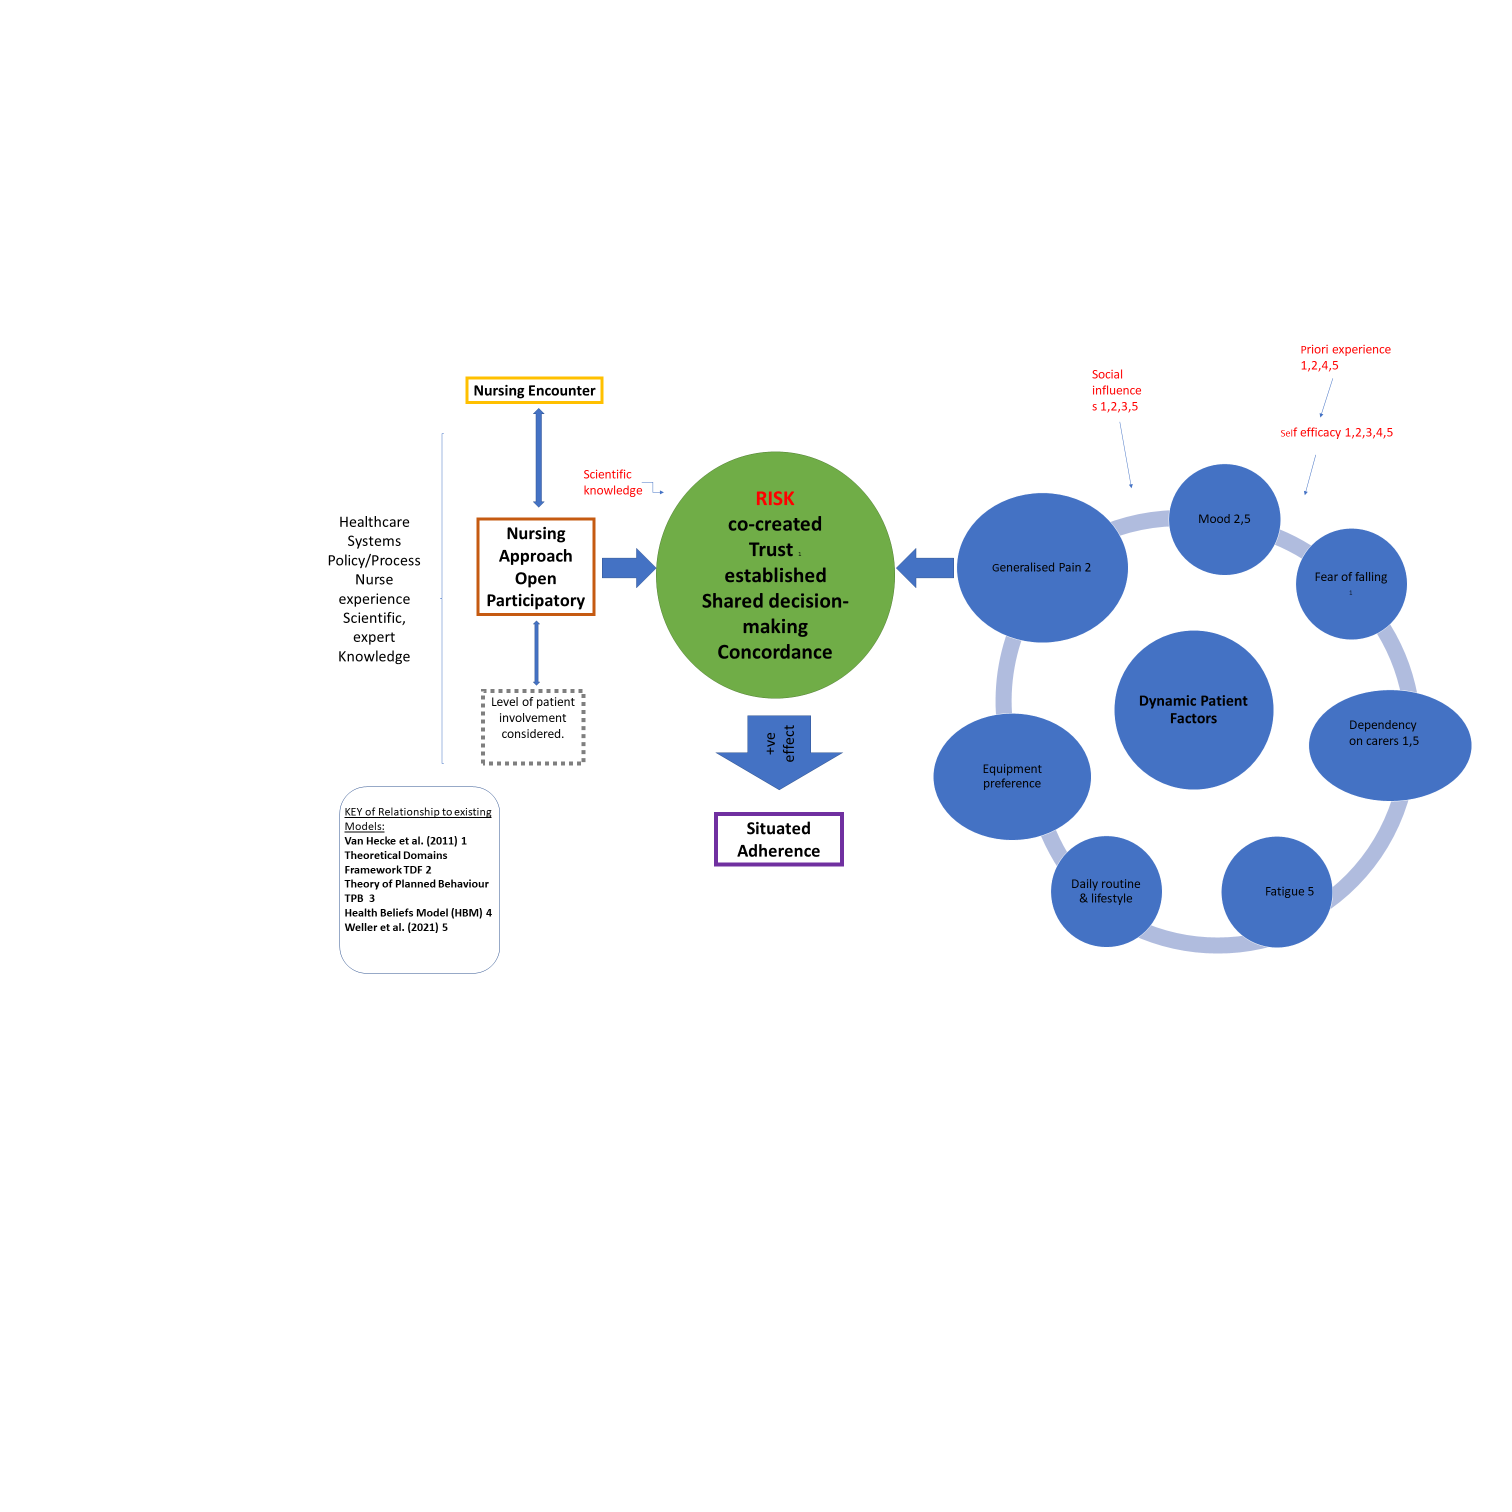 Nursing Encounter
Healthcare
Systems
Policy/Process
Nurse
experience
Scientific,
expert
Knowledge
Nursing
Approach
Open
Participatory
Level of patient
involvement
considered.
KEY of Relationship to existing
Models:
Van Hecke et al. (2011) 1
Theoretical Domains
Framework TDF 2
Theory of Planned Behaviour
TPB  3
Health Beliefs Model (HBM) 4
Weller et al. (2021) 5
Scientific
knowledge
RISK
co-created
Trust 1
established
Shared decision-
making
Concordance
+ve
effect
Situated
Adherence
Social
influence
s 1,2,3,5
Priori experience
1,2,4,5
Self efficacy 1,2,3,4,5
Generalised Pain 2
Mood 2,5
Fear of falling
1
Dependency
on carers 1,5
Fatigue 5
Daily routine
& lifestyle
Equipment
preference
Dynamic Patient
Factors